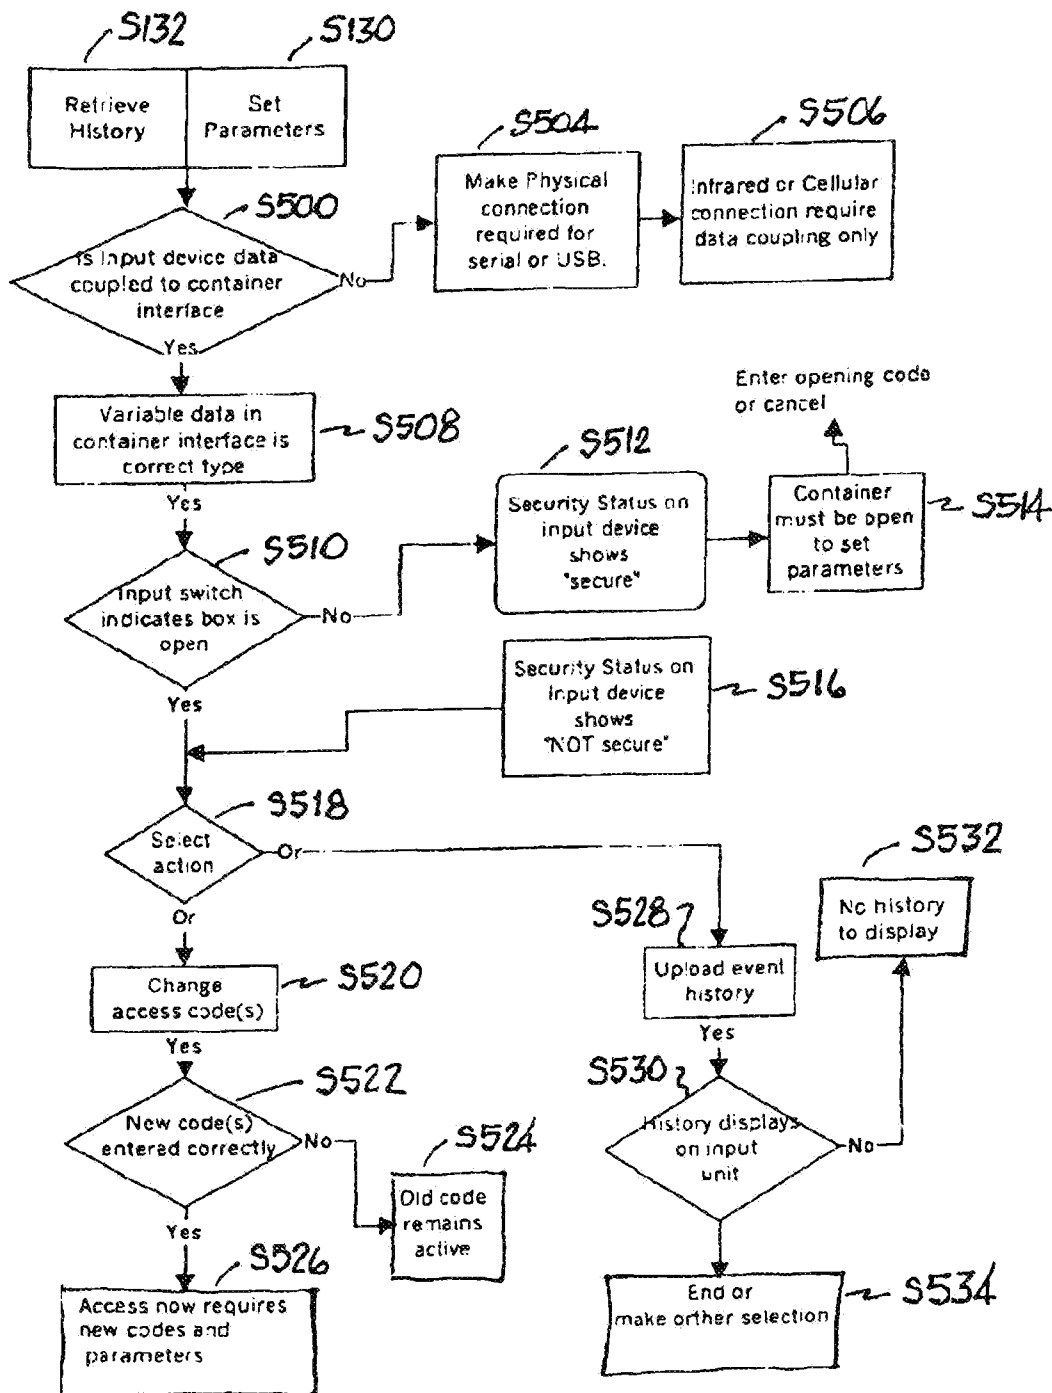 S132
S130
Retrieve
History
Set
Parameters
S504
Make Physical
connection
required for
serial or USB.
S506
Infrared or Cellular
connection require
data coupling only
S500
Is Input device data
coupled to container
interface
No
Yes
Enter opening code
or cancel
Variable data in
container interface is
correct type
S508
Yes
S512
Security Status on
input device
shows
"secure"
Container
must be open
to set
parameters
S514
S510
Input switch
indicates box is
open
No
Yes
Security Status on
Input device
shows
"NOT secure"
S516
S518
Select
action
Or
Or
S532
No history
to display
S528
Upload event
history
Yes
Change
access code(s)
S520
Yes
S530
History displays
on input
unit
No
S522
New code(s)
entered correctly
No
S524
Old code
remains
active
Yes
S526
Access now requires
new codes and
parameters
End or
make orther selection
S534